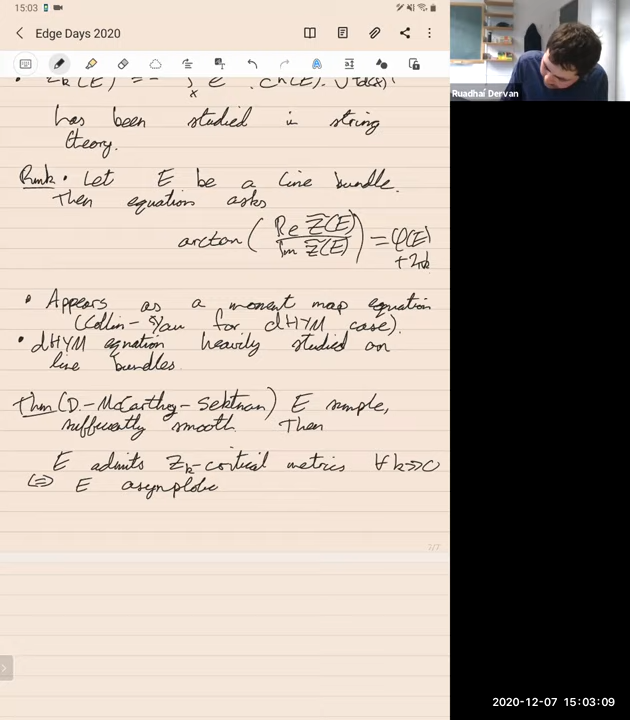 15:03
Edge Days 2020
Ruadhaí Dervan
has been studied in string
theory.
Rmk • Let E be a line bundle.
Then equation asks
arctan ( Re Z̃(E) / Im Z̃(E) ) = φ(E)
+2πk
• Appears as a moment map equation
(Collin-Yau for dHYM case).
• dHYM equation heavily studied on
line bundles.
Thm (D.-McCarthy-Sektnan) E simple,
sufficiently smooth. Then
E admits Z_k-critical metrics ∀ k>>0
⇔ E asymptotic
2/7
2020-12-07 15:03:09